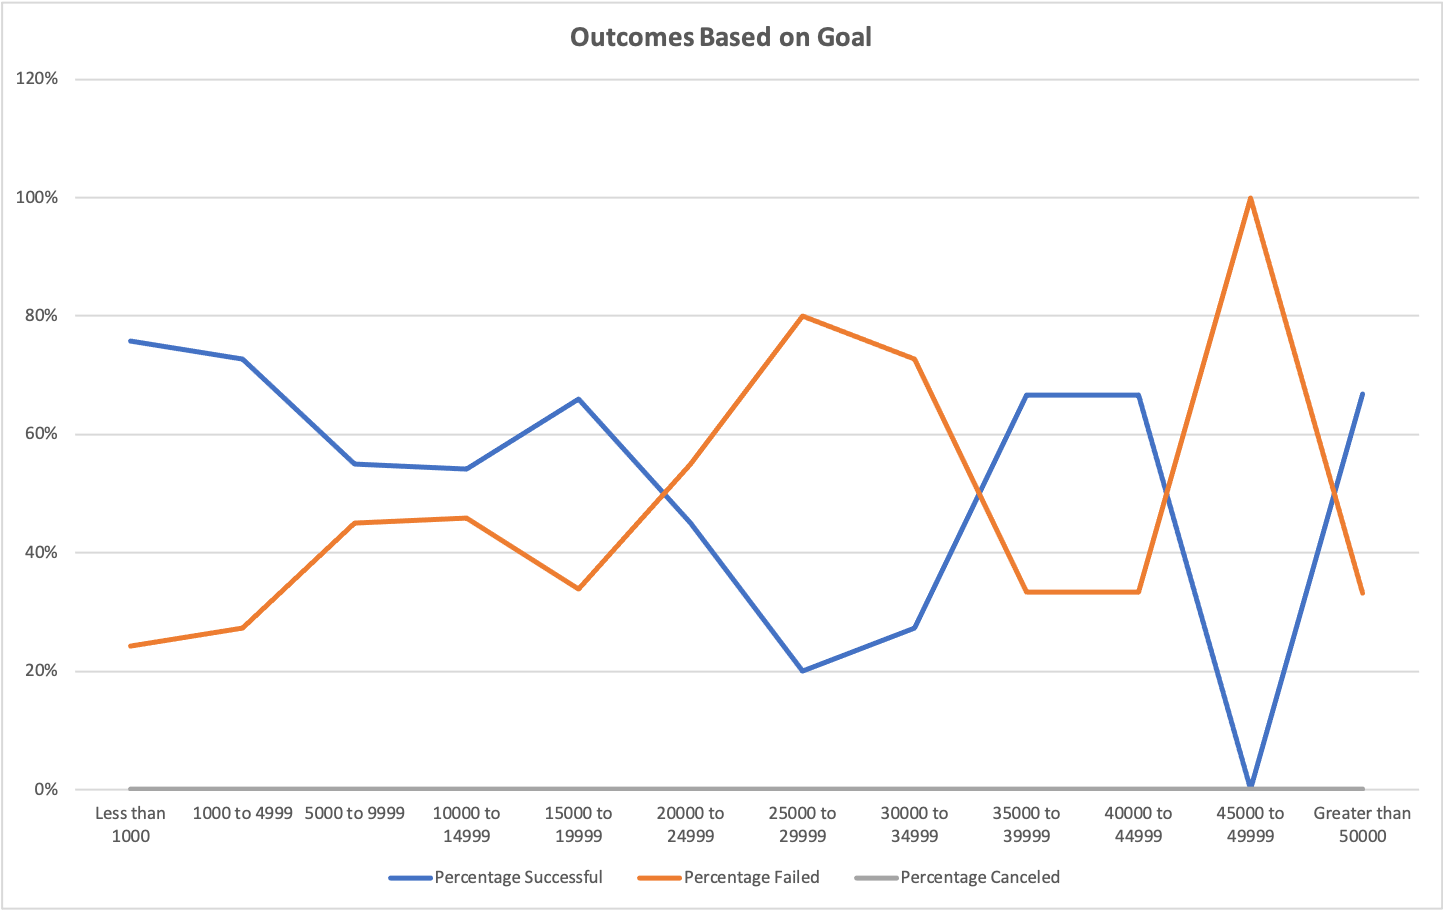 Outcomes Based on Goal
120%
100%
80%
60%
40%
20%
0%
Less than
1000
1000 to 4999
5000 to 9999
10000 to
14999
15000 to
19999
20000 to
24999
25000 to
29999
30000 to
34999
35000 to
39999
40000 to
44999
45000 to
49999
Greater than
50000
Percentage Successful
Percentage Failed
Percentage Canceled